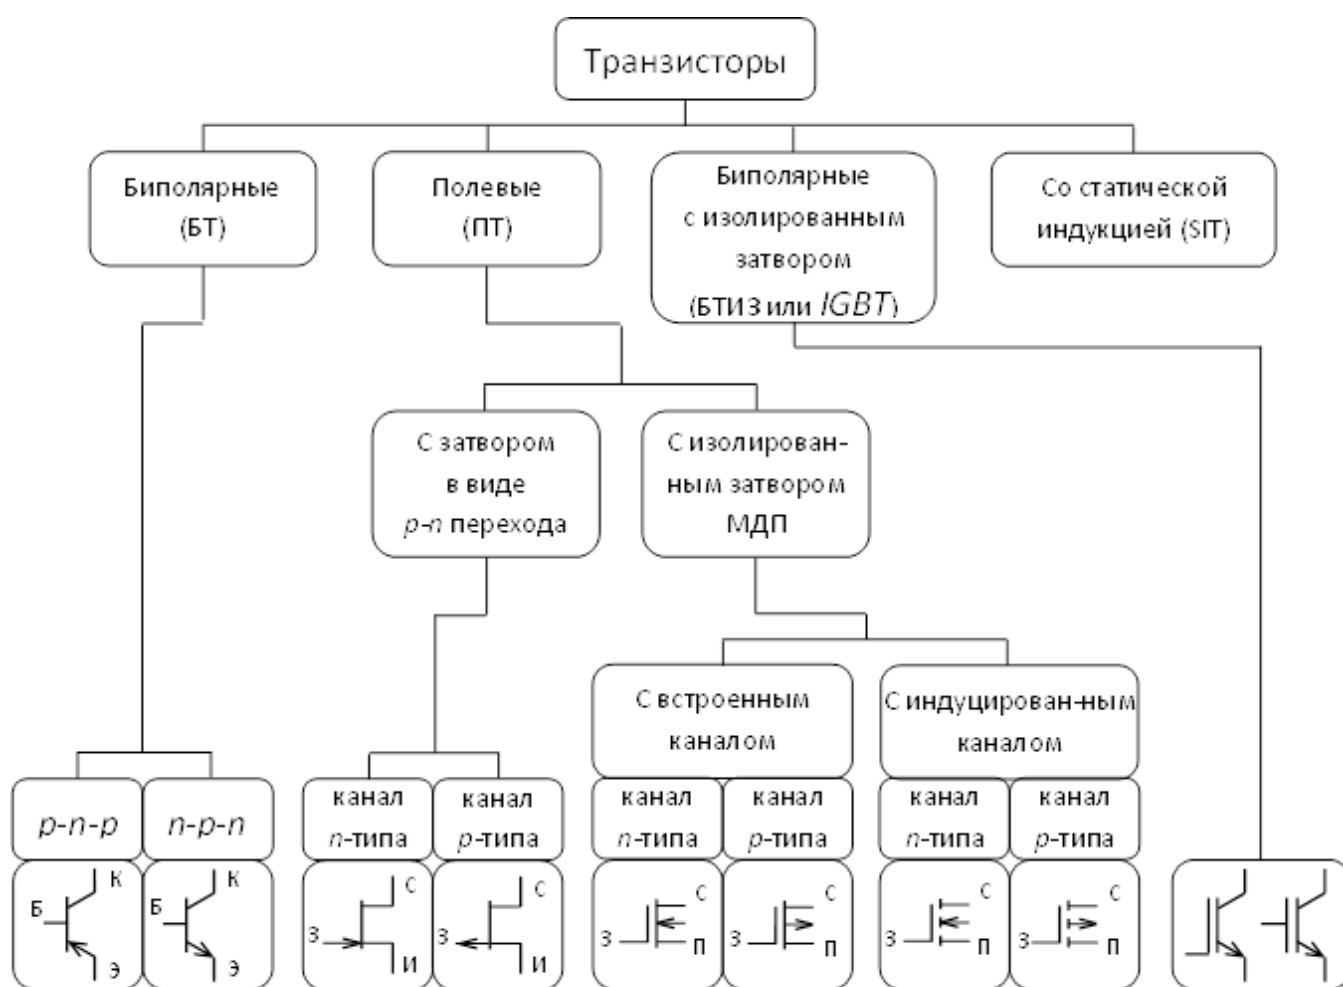 Транзисторы
Биполярные
(БТ)
Полевые
(ПТ)
Биполярные
с изолированным
затвором
(БТИЗ или IGBT)
Со статической
индукцией (SIT)
С затвором
в виде
p-n перехода
С изолирован-
ным затвором
МДП
С встроенным
каналом
С индуцирован-ным
каналом
p-n-p
n-p-n
канал
n-типа
канал
p-типа
канал
n-типа
канал
p-типа
канал
n-типа
канал
p-типа
К
Б
Э
К
Б
Э
С
З
И
С
З
И
С
З
П
С
З
П
С
З
П
С
З
П